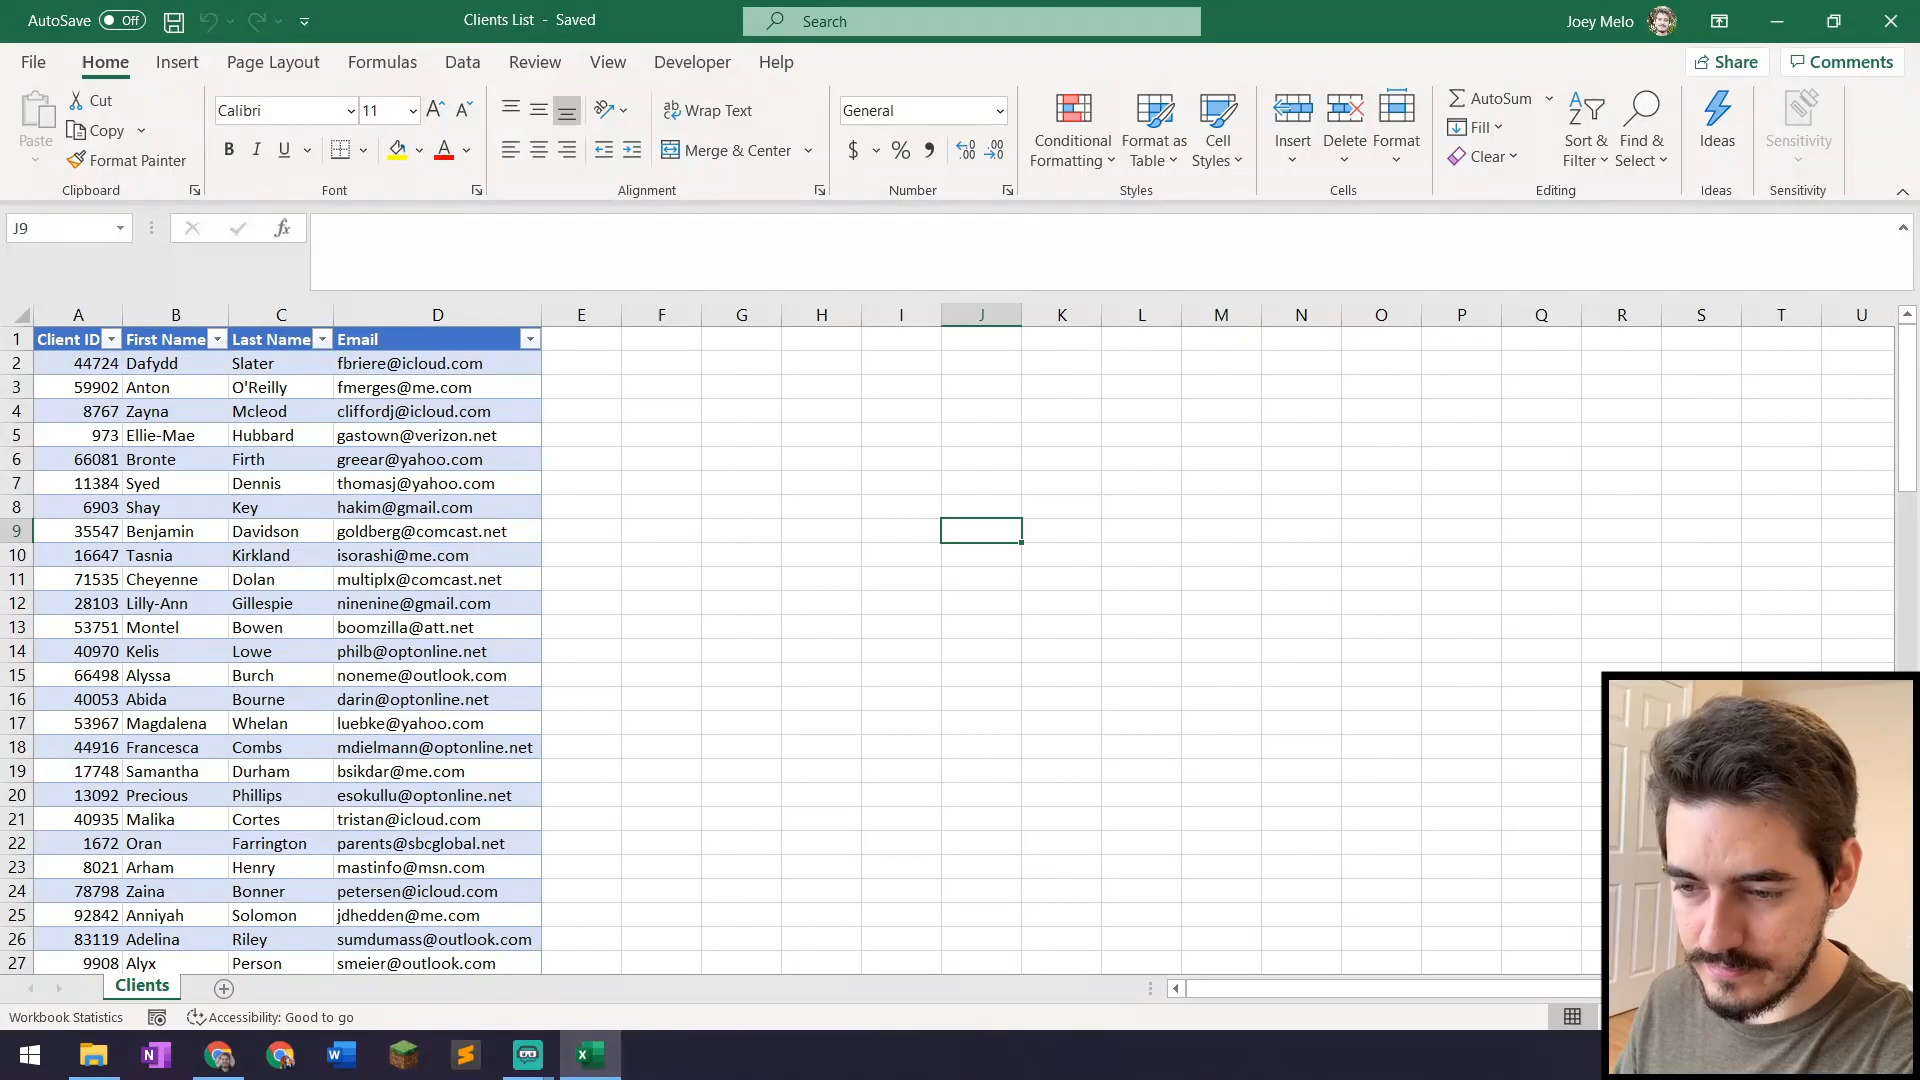 AutoSave Off Clients List - Saved Search Joey Melo
File Home Insert Page Layout Formulas Data Review View Developer Help Share Comments
Paste Cut Copy Format Painter Clipboard
Calibri 11 B I U A A A Font
ab Wrap Text Merge & Center Alignment
General $ % 9 Number
Conditional Formatting Format as Table Cell Styles Styles
Insert Delete Format Cells
AutoSum Fill Clear Sort & Filter Find & Select Editing
Ideas Ideas
Sensitivity Sensitivity
J9 fx
A B C D E F G H I J K L M N O P Q R S T U
1 Client ID First Name Last Name Email
2 44724 Dafydd Slater fbriere@icloud.com
3 59902 Anton O'Reilly fmerges@me.com
4 8767 Zayna Mcleod cliffordj@icloud.com
5 973 Ellie-Mae Hubbard gastown@verizon.net
6 66081 Bronte Firth greear@yahoo.com
7 11384 Syed Dennis thomasj@yahoo.com
8 6903 Shay Key hakim@gmail.com
9 35547 Benjamin Davidson goldberg@comcast.net
10 16647 Tasnia Kirkland isorashi@me.com
11 71535 Cheyenne Dolan multiplx@comcast.net
12 28103 Lilly-Ann Gillespie ninenine@gmail.com
13 53751 Montel Bowen boomzilla@att.net
14 40970 Kelis Lowe philb@optonline.net
15 66498 Alyssa Burch noneme@outlook.com
16 40053 Abida Bourne darin@optonline.net
17 53967 Magdalena Whelan luebke@yahoo.com
18 44916 Francesca Combs mdielmann@optonline.net
19 17748 Samantha Durham bsikdar@me.com
20 13092 Precious Phillips esokullu@optonline.net
21 40935 Malika Cortes tristan@icloud.com
22 1672 Oran Farrington parents@sbcglobal.net
23 8021 Arham Henry mastinfo@msn.com
24 78798 Zaina Bonner petersen@icloud.com
25 92842 Anniyah Solomon jdhedden@me.com
26 83119 Adelina Riley sumdumass@outlook.com
27 9908 Alyx Person smeier@outlook.com
Clients
Workbook Statistics Accessibility: Good to go